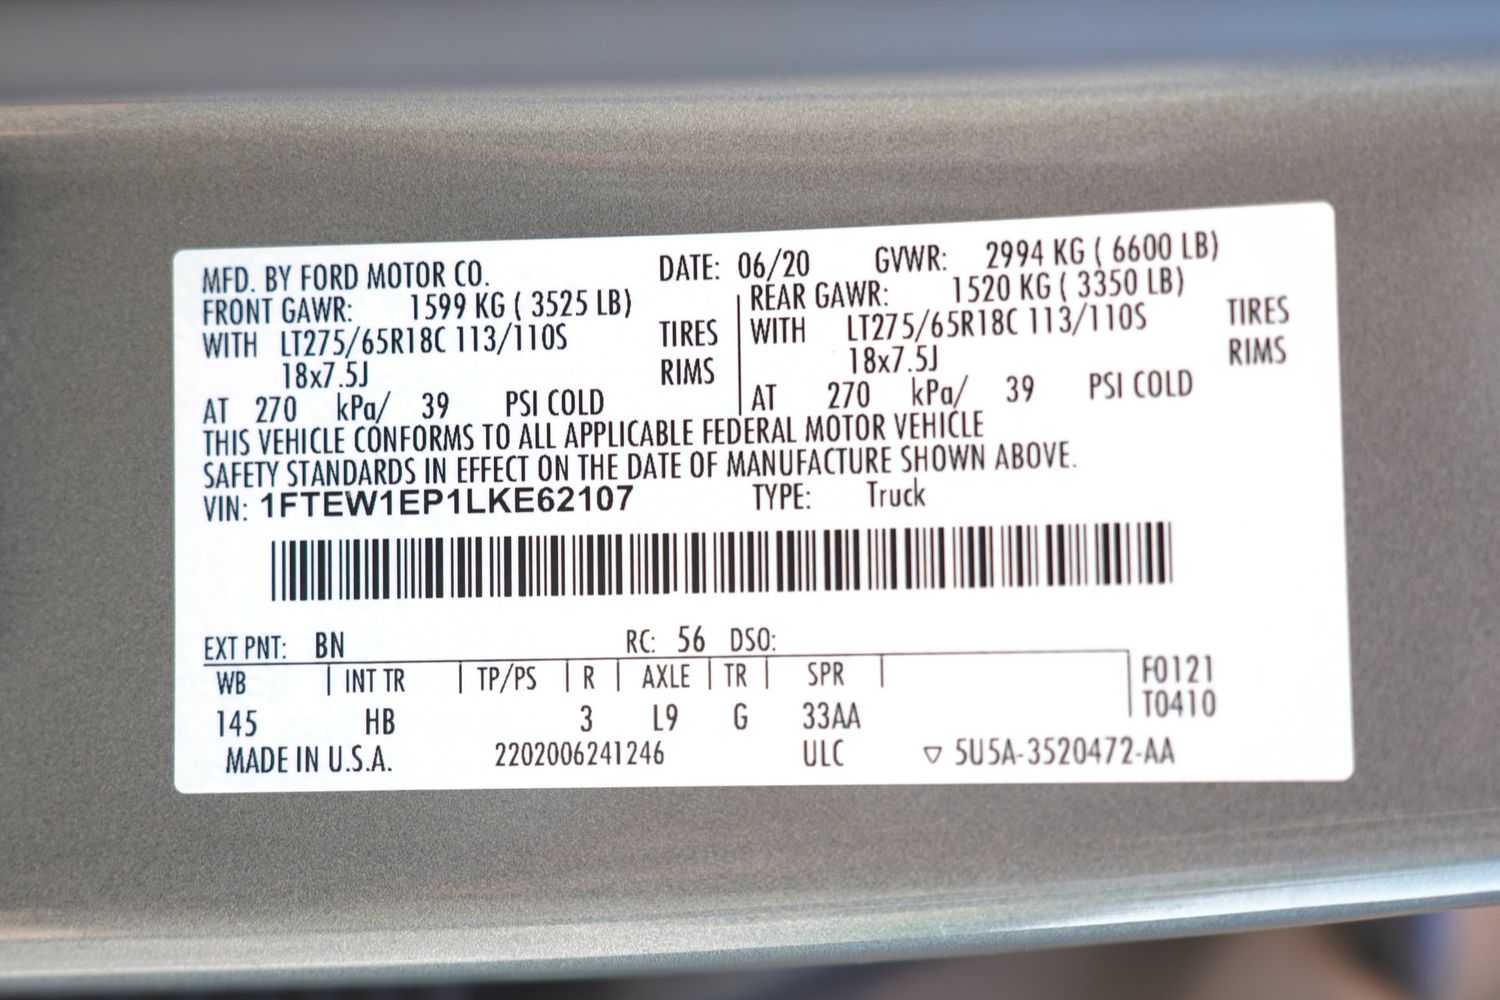 MFD. BY FORD MOTOR CO. DATE: 06/20 GVWR: 2994 KG ( 6600 LB)
FRONT GAWR: 1599 KG ( 3525 LB) REAR GAWR: 1520 KG ( 3350 LB)
WITH LT275/65R18C 113/110S TIRES WITH LT275/65R18C 113/110S TIRES
18x7.5J RIMS 18x7.5J RIMS
AT 270 kPa/ 39 PSI COLD AT 270 kPa/ 39 PSI COLD
THIS VEHICLE CONFORMS TO ALL APPLICABLE FEDERAL MOTOR VEHICLE
SAFETY STANDARDS IN EFFECT ON THE DATE OF MANUFACTURE SHOWN ABOVE.
VIN: 1FTEW1EP1LKE62107 TYPE: Truck
EXT PNT: BN RC: 56 DSO:
WB INT TR TP/PS R AXLE TR SPR F0121
145 HB 3 L9 G 33AA T0410
MADE IN U.S.A. 2202006241246 ULC ▽ 5U5A-3520472-AA